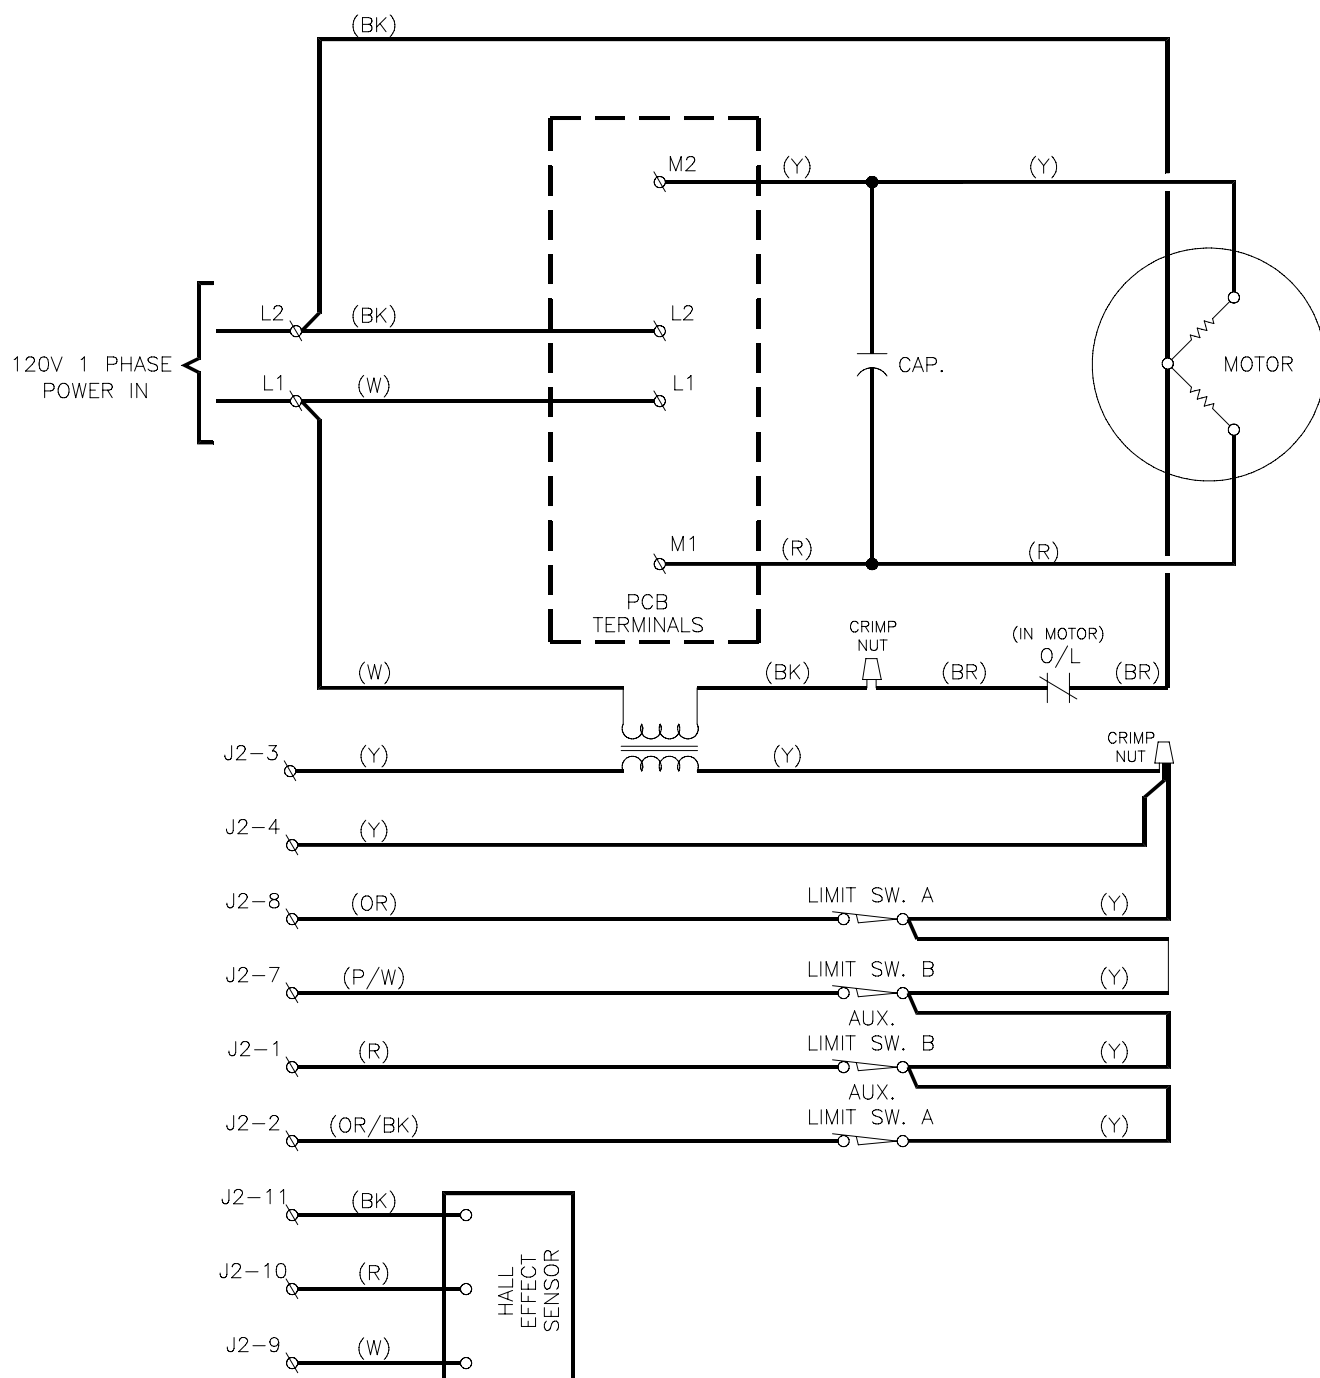 (BK)
M2
(Y)
(Y)
L2
(BK)
L2
120V 1 PHASE
POWER IN
CAP.
MOTOR
L1
(W)
L1
M1
(R)
(R)
PCB
TERMINALS
CRIMP
NUT
(IN MOTOR)
O/L
(W)
(BK)
(BR)
(BR)
J2-3
(Y)
(Y)
CRIMP
NUT
J2-4
(Y)
J2-8
(OR)
LIMIT SW. A
(Y)
J2-7
(P/W)
LIMIT SW. B
(Y)
J2-1
(R)
AUX.
LIMIT SW. B
(Y)
J2-2
(OR/BK)
AUX.
LIMIT SW. A
(Y)
J2-11
(BK)
J2-10
(R)
HALL
EFFECT
SENSOR
J2-9
(W)